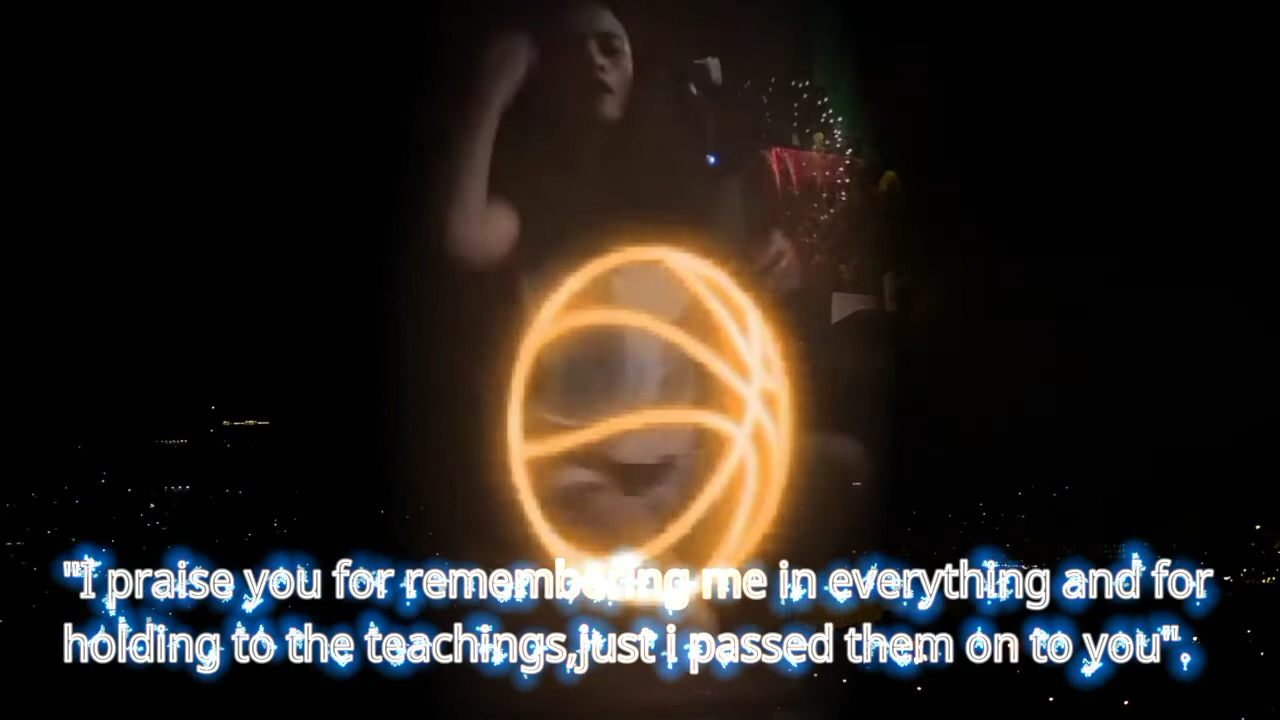 ""I praise you for remembering me in everything and for
holding to the teachings,just i passed them on to you".